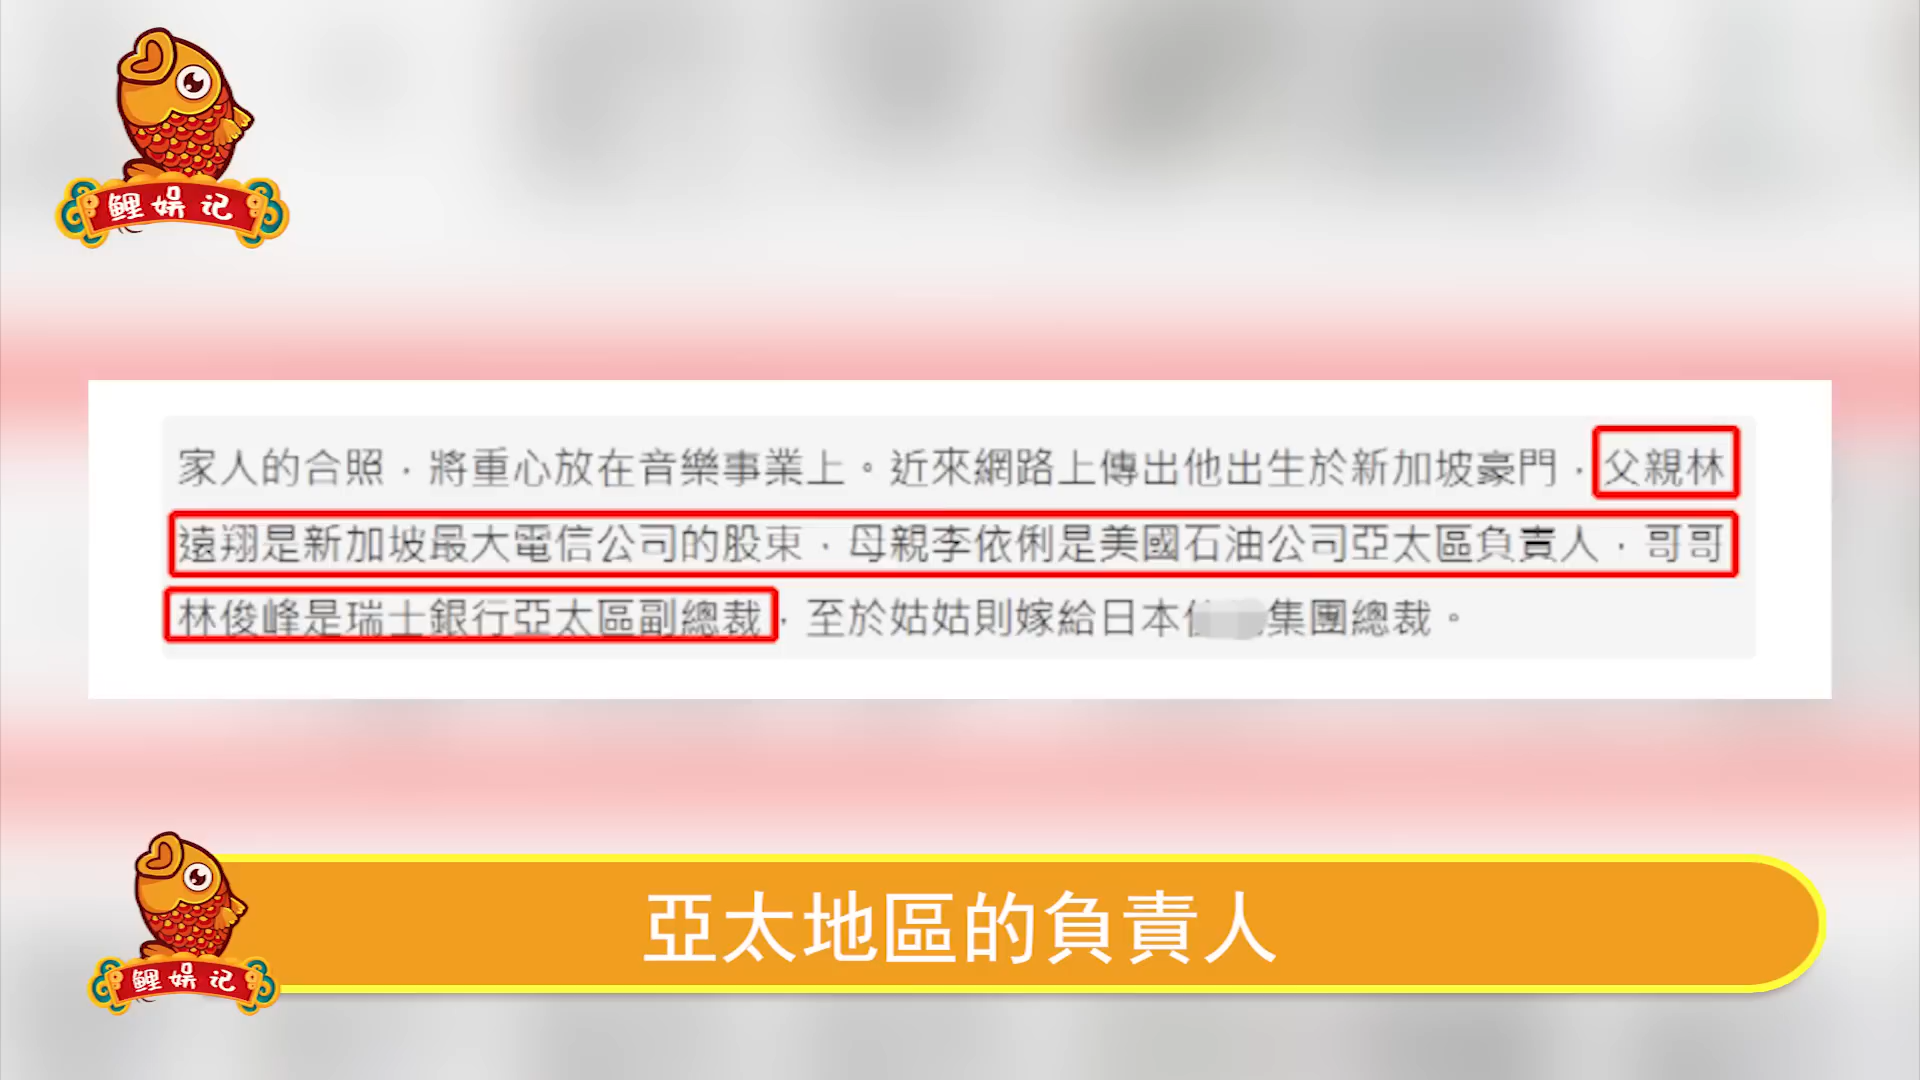 鲤娱记
家人的合照，將重心放在音樂事業上。近來網路上傳出他出生於新加坡豪門，父親林
遠翔是新加坡最大電信公司的股東，母親李依俐是美國石油公司亞太區負責人，哥哥
林俊峰是瑞士銀行亞太區副總裁，至於姑姑則嫁給日本集團總裁。
亞太地區的負責人
鲤娱记